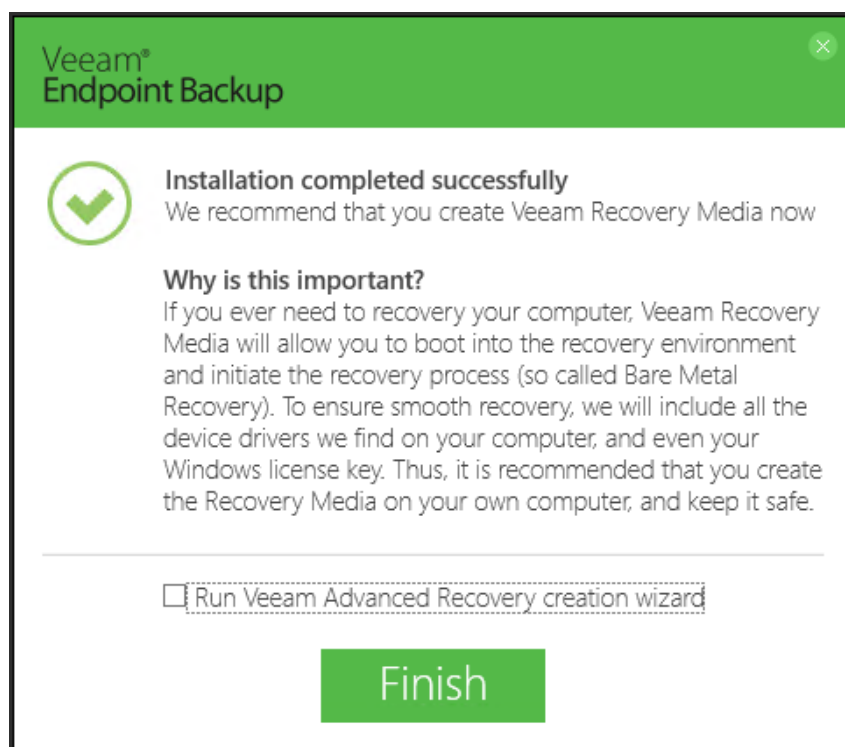 Veeam®
Endpoint Backup
Installation completed successfully
We recommend that you create Veeam Recovery Media now
Why is this important?
If you ever need to recovery your computer, Veeam Recovery
Media will allow you to boot into the recovery environment
and initiate the recovery process (so called Bare Metal
Recovery). To ensure smooth recovery, we will include all the
device drivers we find on your computer, and even your
Windows license key. Thus, it is recommended that you create
the Recovery Media on your own computer, and keep it safe.
Run Veeam Advanced Recovery creation wizard
Finish